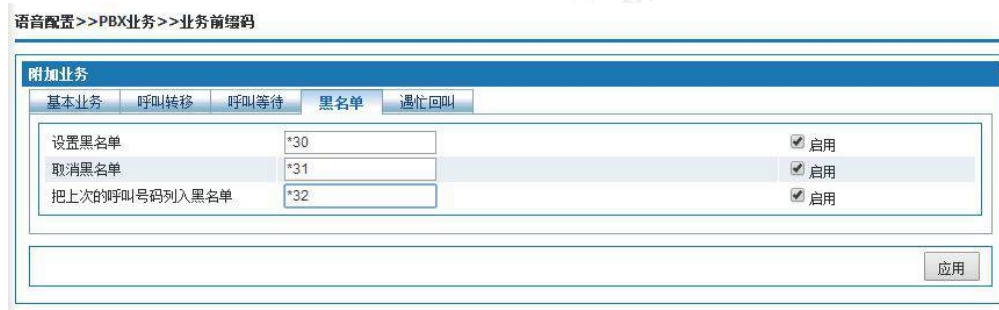 语音配置>>PBX业务>>业务前缀码
附加业务
基本业务 呼叫转移 呼叫等待 黑名单 遇忙回叫
设置黑名单 *30 启用
取消黑名单 *31 启用
把上次的呼叫号码列入黑名单 *32 启用
应用